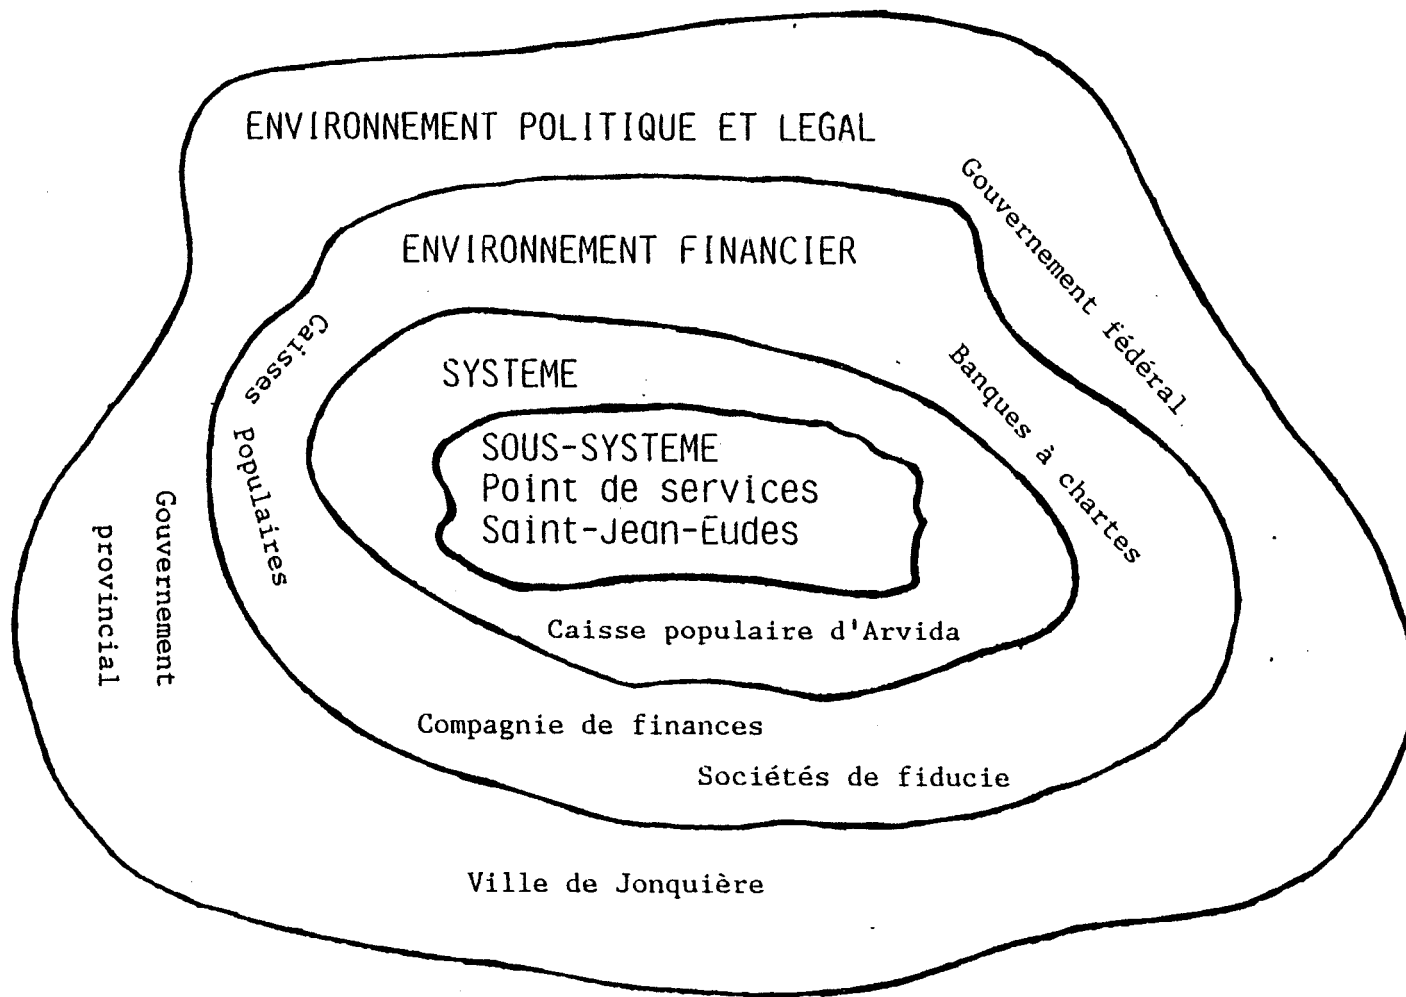 ENVIRONNEMENT POLITIQUE ET LEGAL
Gouvernement fédéral
ENVIRONNEMENT FINANCIER
Caisses Populaires
Banques à chartes
SYSTEME
SOUS-SYSTEME
Point de services
Saint-Jean-Eudes
Gouvernement
provincial
Caisse populaire d'Arvida
Compagnie de finances
Sociétés de fiducie
Ville de Jonquière